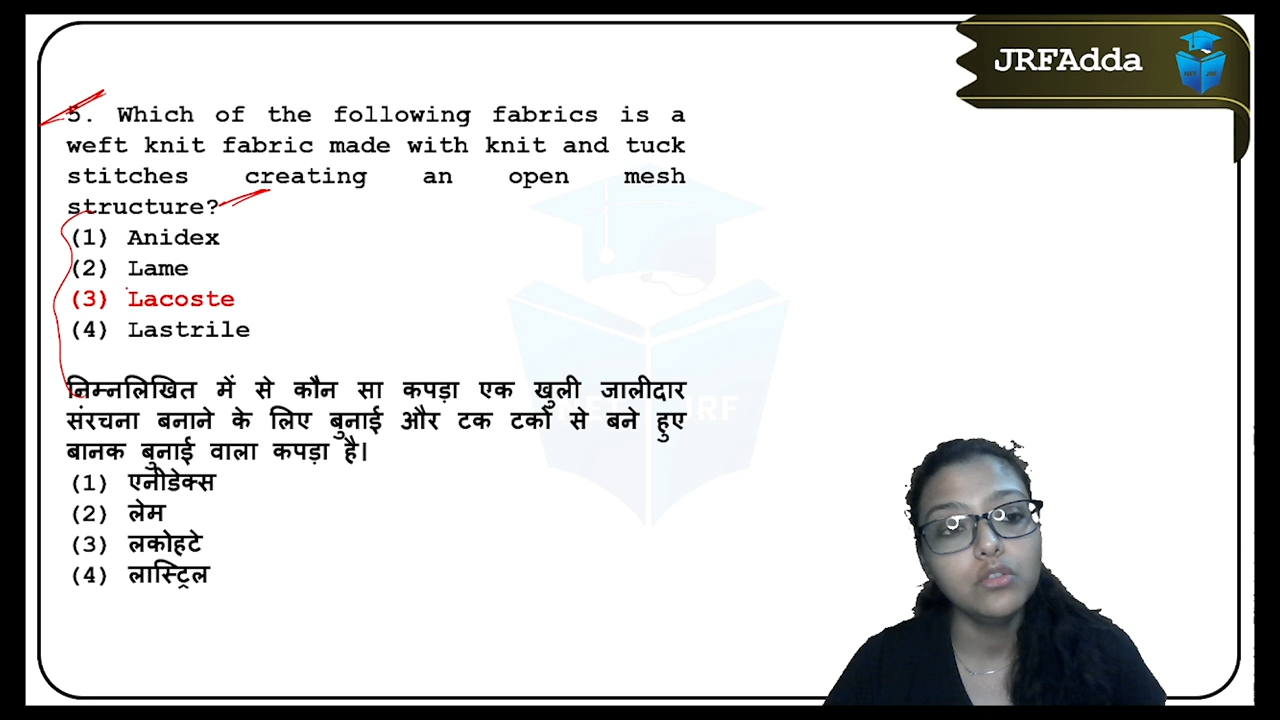 JRFAdda
5. Which of the following fabrics is a
weft knit fabric made with knit and tuck
stitches creating an open mesh
structure?
(1) Anidex
(2) Lame
(3) Lacoste
(4) Lastrile
निम्नलिखित में से कौन सा कपड़ा एक खुली जालीदार
संरचना बनाने के लिए बुनाई और टक टकों से बने हुए
बानक बुनाई वाला कपड़ा है।
(1) एनीडेक्स
(2) लेम
(3) लकोहटे
(4) लास्ट्रिल